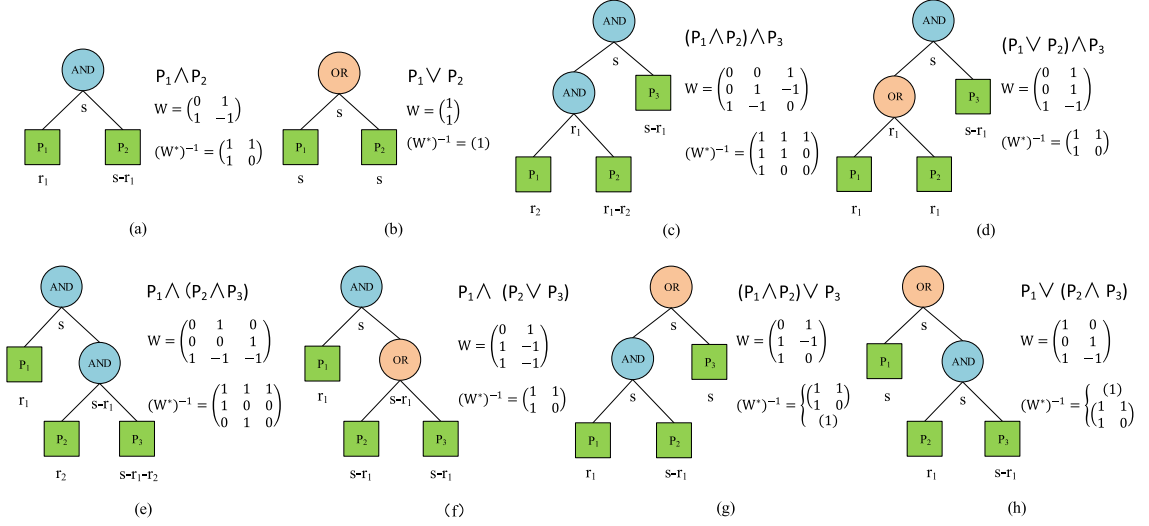 AND
P₁∧P₂
s
W = (0 1
1 −1)
P₁ P₂
(W*)⁻¹ = (1 1
1 0)
r₁ s-r₁
(a)
OR
P₁∨ P₂
s
W = (1
1)
P₁ P₂
(W*)⁻¹ = (1)
s s
(b)
AND
(P₁∧P₂)∧P₃
s
AND
P₃
W = (0 0 1
0 1 −1
1 −1 0)
r₁ s-r₁
(W*)⁻¹ = (1 1 1
1 1 0
1 0 0)
P₁ P₂
r₂ r₁-r₂
(c)
AND
(P₁∨ P₂)∧P₃
s
OR
P₃
W = (0 1
0 1
1 −1)
r₁ s-r₁
(W*)⁻¹ = (1 1
1 0)
P₁ P₂
r₁ r₁
(d)
AND
P₁∧（P₂∧P₃)
s
P₁
AND
W = (0 1 0
0 0 1
1 −1 −1)
r₁ s-r₁
(W*)⁻¹ = (1 1 1
1 0 0
0 1 0)
P₂ P₃
r₂ s-r₁-r₂
(e)
AND
P₁∧ (P₂∨ P₃)
s
P₁
OR
W = (0 1
1 −1
1 −1)
r₁ s-r₁
(W*)⁻¹ = (1 1
1 0)
P₂ P₃
s-r₁ s-r₁
（f）
OR
(P₁∧P₂)∨ P₃
s
AND
P₃
W = (0 1
1 −1
1 0)
s s
(W*)⁻¹ = {(1 1
1 0)
(1)
P₁ P₂
r₁ s-r₁
(g)
OR
P₁∨ (P₂∧ P₃)
s
P₁
AND
W = (1 0
0 1
1 −1)
s s
(W*)⁻¹ = {(1)
(1 1
1 0)
P₂ P₃
r₁ s-r₁
(h)